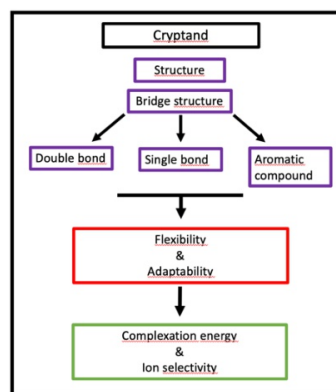 Cryptand
Structure
Bridge structure
Double bond
Single bond
Aromatic
compound
Flexibility
&
Adaptability
Complexation energy
&
Ion selectivity